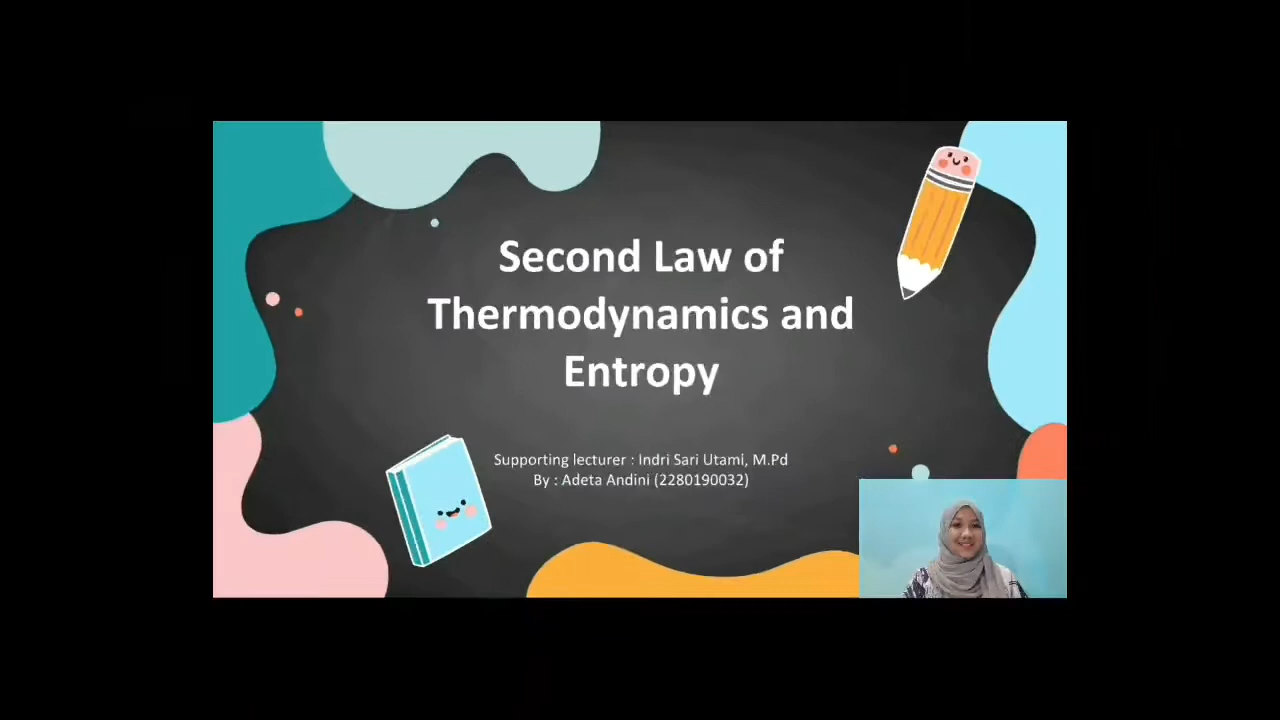 Second Law of
Thermodynamics and
Entropy
Supporting lecturer : Indri Sari Utami, M.Pd
By : Adeta Andini (2280190032)